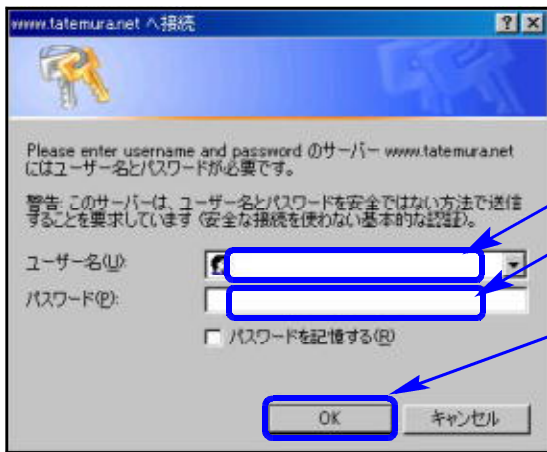 www.tatemura.net へ接続
Please enter username and password のサーバー www.tatemura.net
にはユーザー名とパスワードが必要です。
警告: このサーバーは、ユーザー名とパスワードを安全ではない方法で送信
することを要求しています (安全な接続を使わない基本的な認証)。
ユーザー名(U):
パスワード(P):
パスワードを記憶する(R)
OK キャンセル